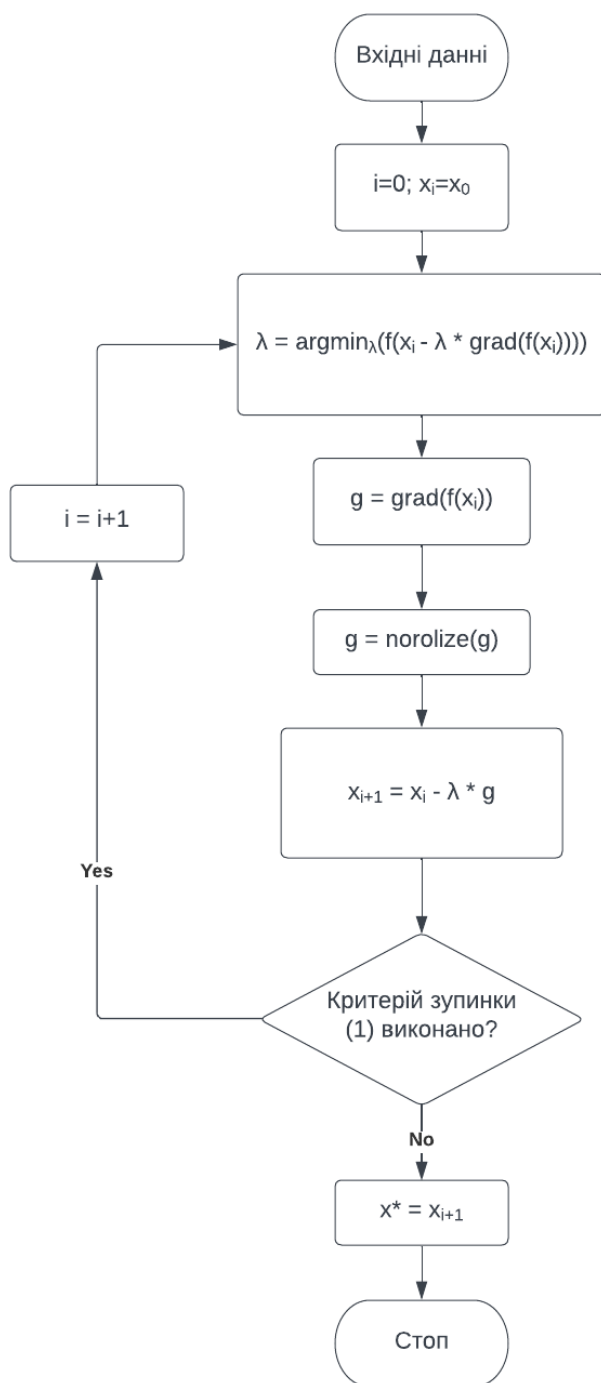 Вхідні данні
i=0; xᵢ=x₀
λ = argmin_λ(f(xᵢ - λ * grad(f(xᵢ))))
g = grad(f(xᵢ))
i = i+1
g = norolize(g)
xᵢ₊₁ = xᵢ - λ * g
Yes
Критерій зупинки
(1) виконано?
No
x* = xᵢ₊₁
Стоп